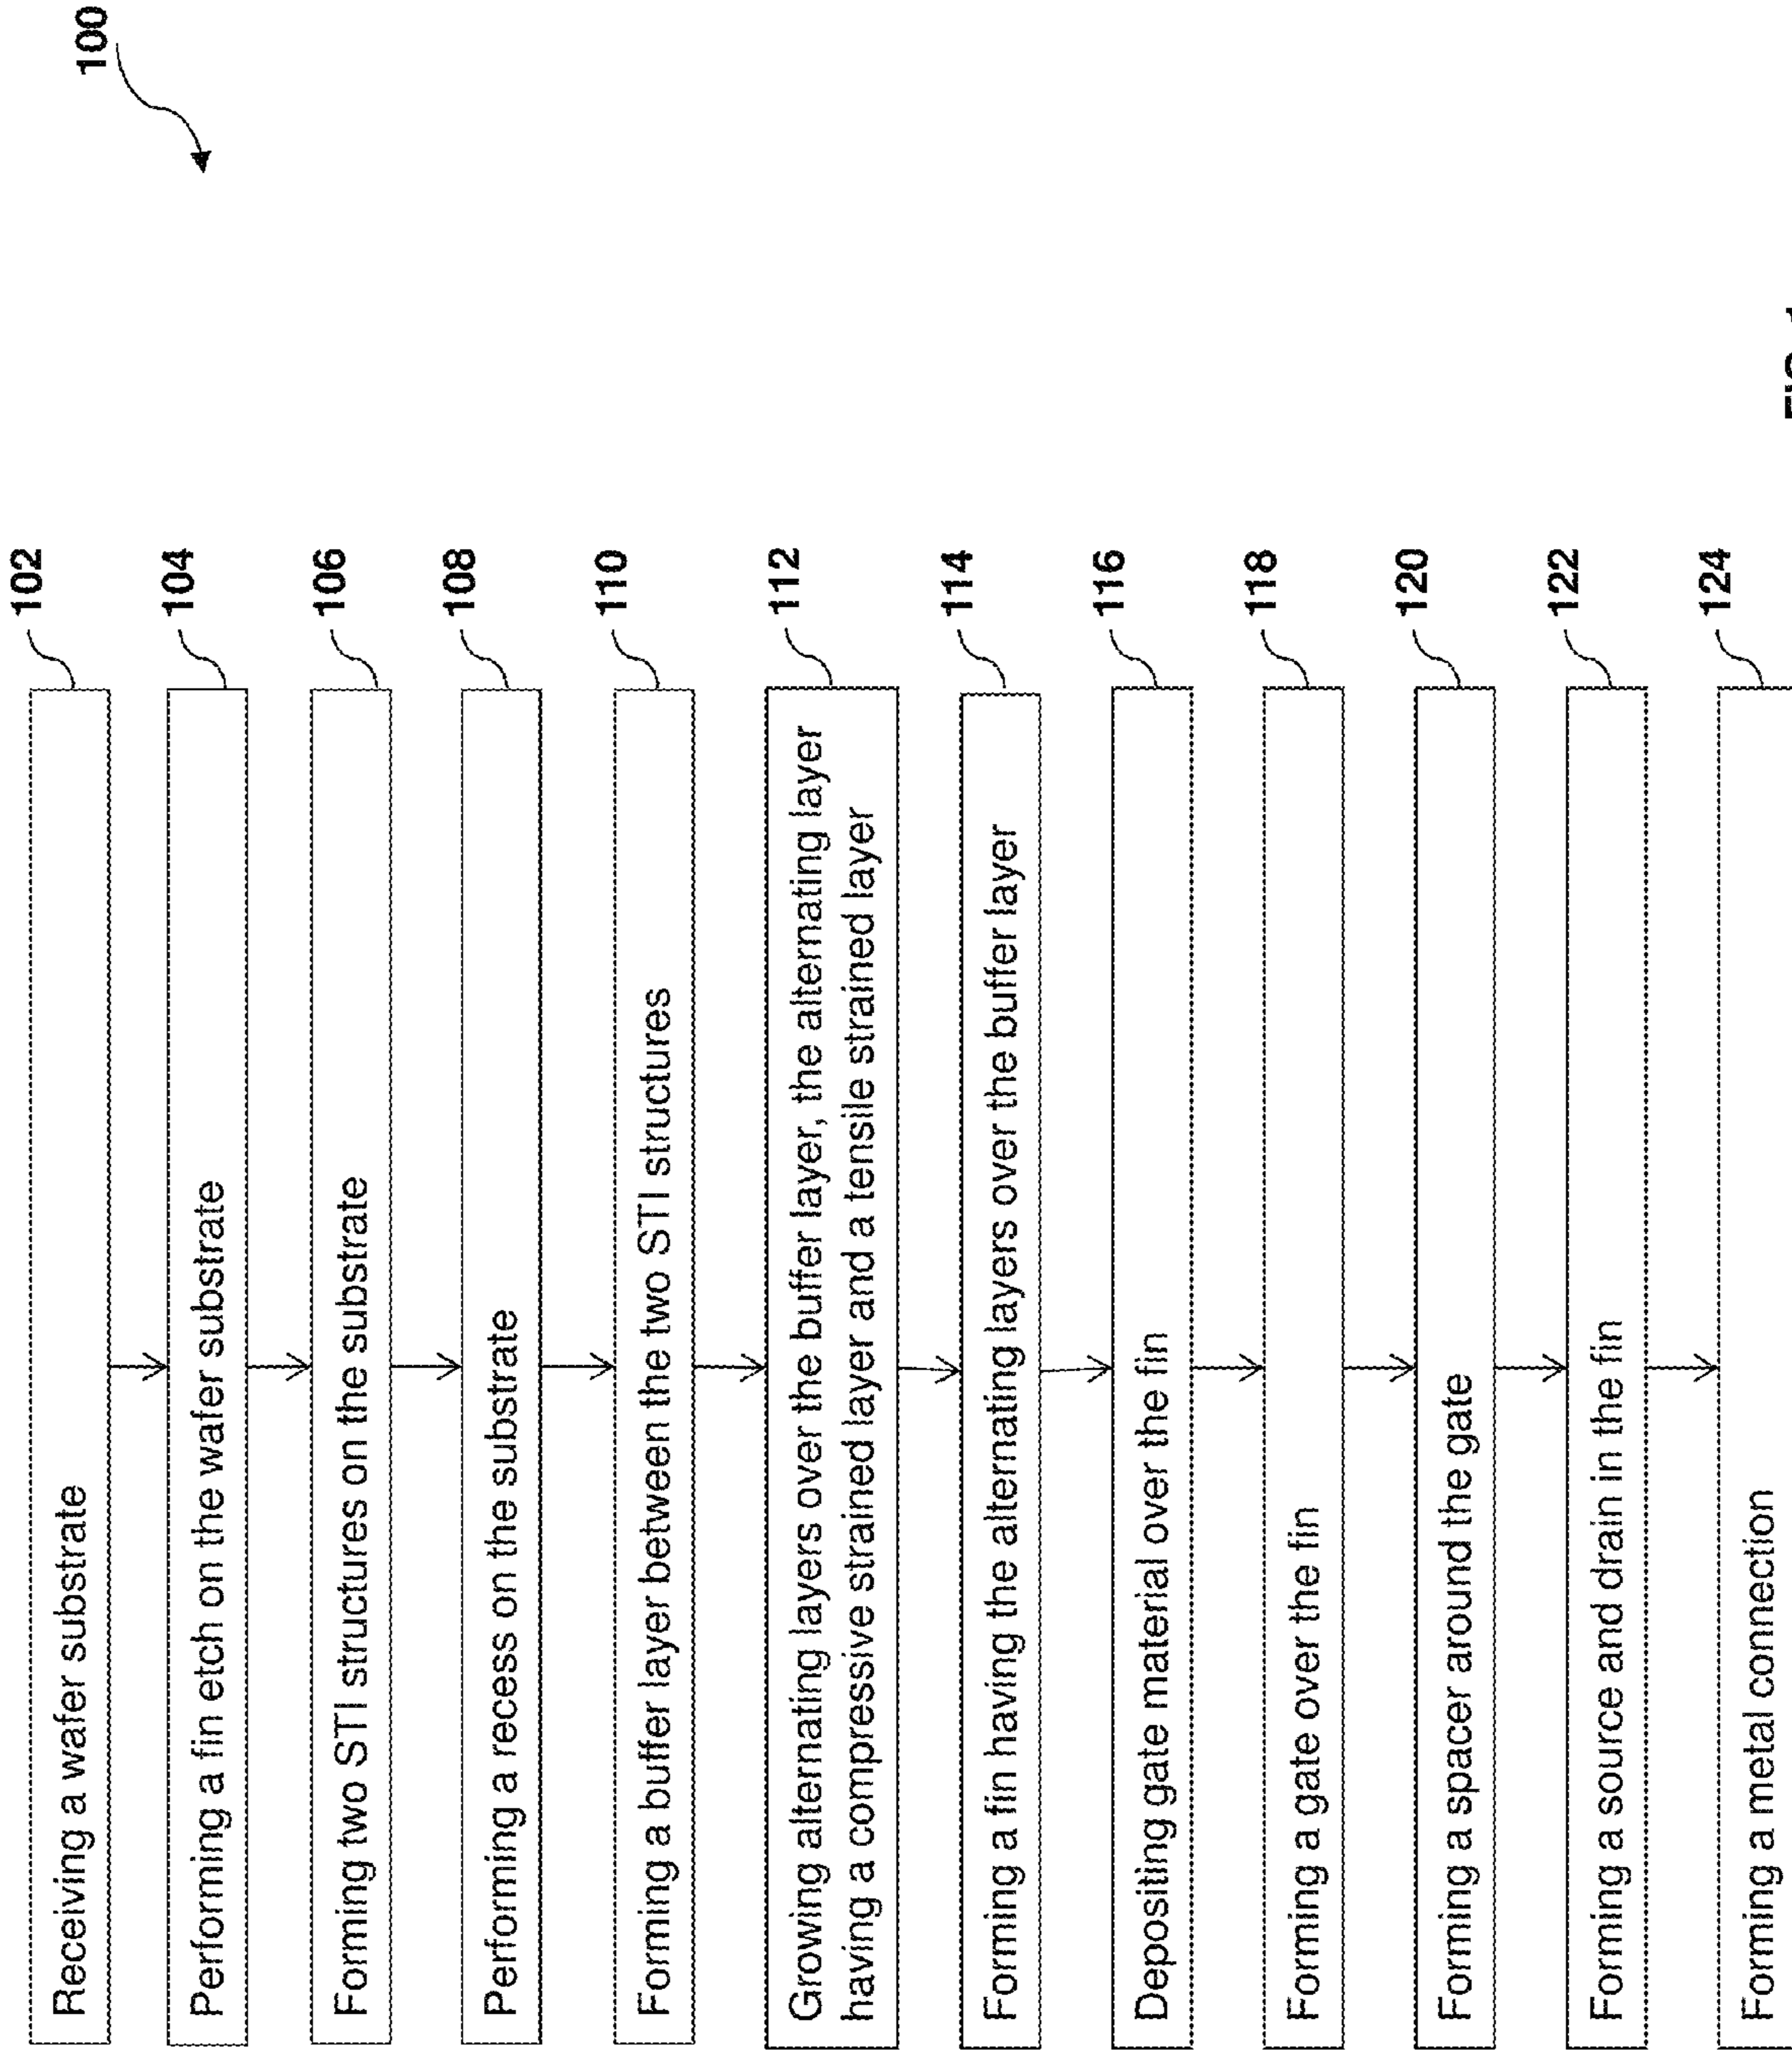 100
Receiving a wafer substrate
102
Performing a fin etch on the wafer substrate
104
Forming two STI structures on the substrate
106
Performing a recess on the substrate
108
Forming a buffer layer between the two STI structures
110
Growing alternating layers over the buffer layer, the alternating layer
having a compressive strained layer and a tensile strained layer
112
Forming a fin having the alternating layers over the buffer layer
114
Depositing gate material over the fin
116
Forming a gate over the fin
118
Forming a spacer around the gate
120
Forming a source and drain in the fin
122
Forming a metal connection
124